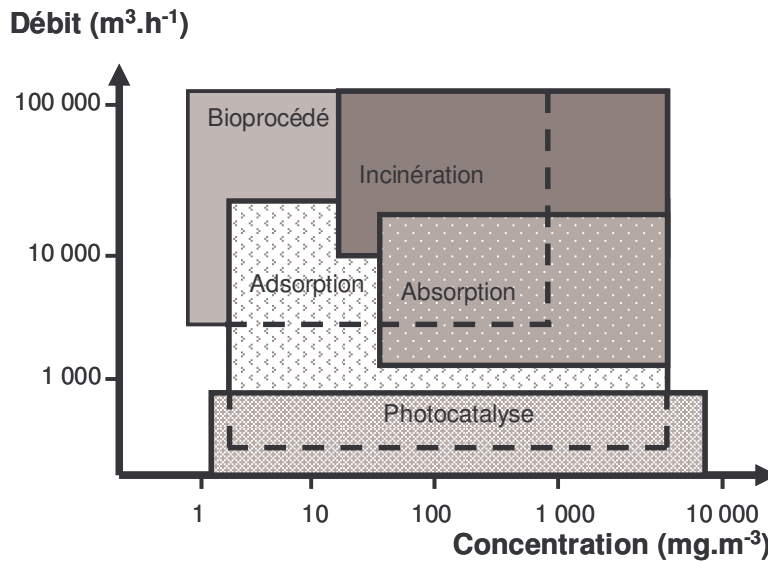 Débit (m³.h⁻¹)
100 000
Bioprocédé
Incinération
10 000
Adsorption
Absorption
1 000
Photocatalyse
1 10 100 1 000 10 000
Concentration (mg.m⁻³)